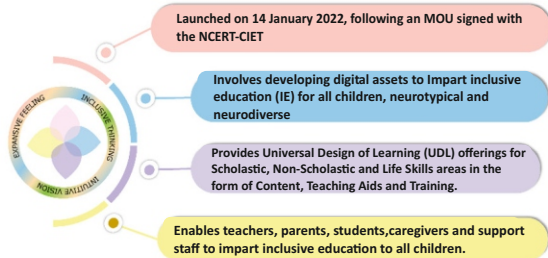 Launched on 14 January 2022, following an MOU signed with
the NCERT-CIET
Involves developing digital assets to Impart inclusive
education (IE) for all children, neurotypical and
neurodiverse
EXPANSIVE FEELING
INCLUSIVE THINKING
INTUITIVE VISION
Provides Universal Design of Learning (UDL) offerings for
Scholastic, Non-Scholastic and Life Skills areas in the
form of Content, Teaching Aids and Training.
Enables teachers, parents, students,caregivers and support
staff to impart inclusive education to all children.